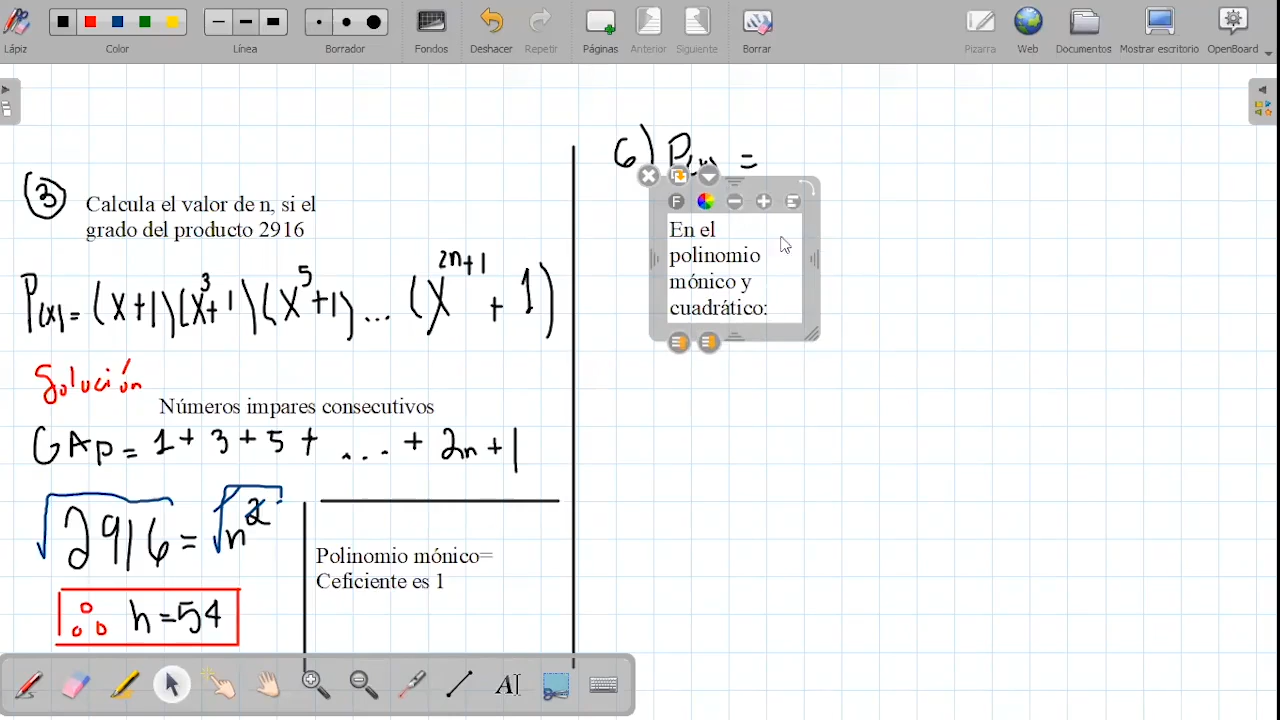 Lápiz
Color
Línea
Borrador
Fondos
Deshacer
Repetir
Páginas
Anterior
Siguiente
Borrar
Pizarra
Web
Documentos
Mostrar escritorio
OpenBoard
3
Calcula el valor de n, si el
grado del producto 2916
P(x) = (x+1)(x³+1)(x⁵+1)...(x²ⁿ⁺¹ + 1)
Solución
Números impares consecutivos
GAp = 1 + 3 + 5 + ... + 2n + 1
√2916 = √n²
∴ n = 54
Polinomio mónico=
Ceficiente es 1
6) P =
F
En el
polinomio
mónico y
cuadrático:
AI